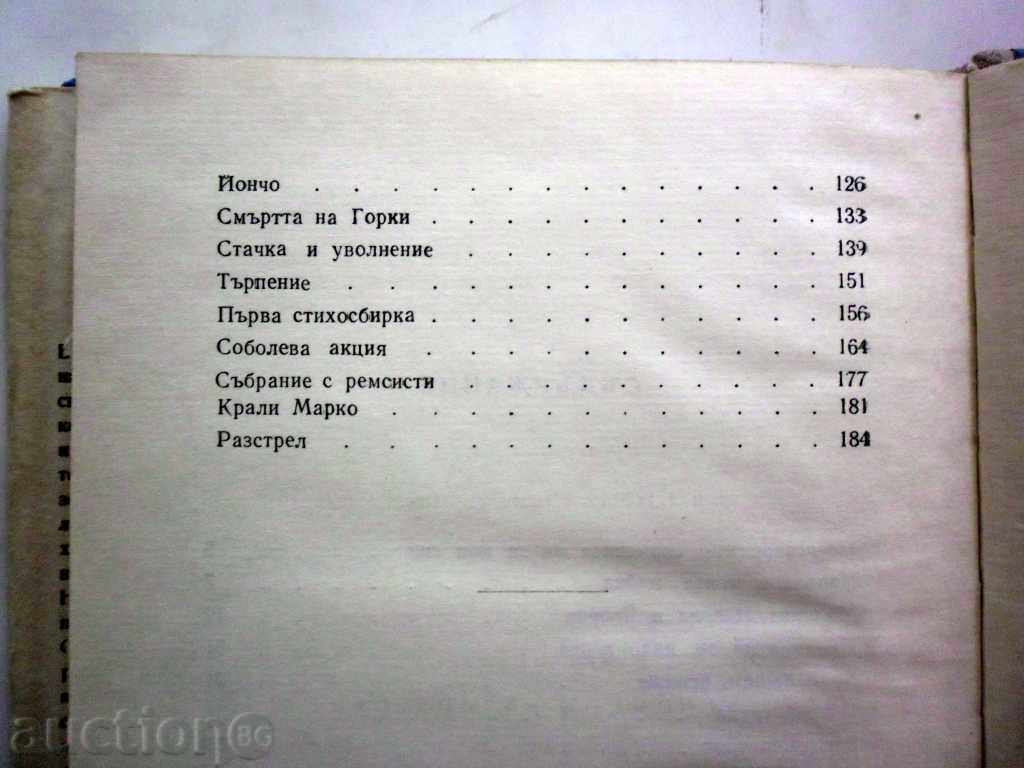 Йончо . . . . . . . . . . . . . 126
Смъртта на Горки . . . . . . . . . . . 133
Стачка и уволнение . . . . . . . . . . 139
Търпение . . . . . . . . . . . . . 151
Първа стихосбирка . . . . . . . . . . . 156
Соболева акция . . . . . . . . . . . 164
Събрание с ремсисти . . . . . . . . . . 177
Крали Марко . . . . . . . . . . . . 181
Разстрел . . . . . . . . . . . . . 184
auction BG